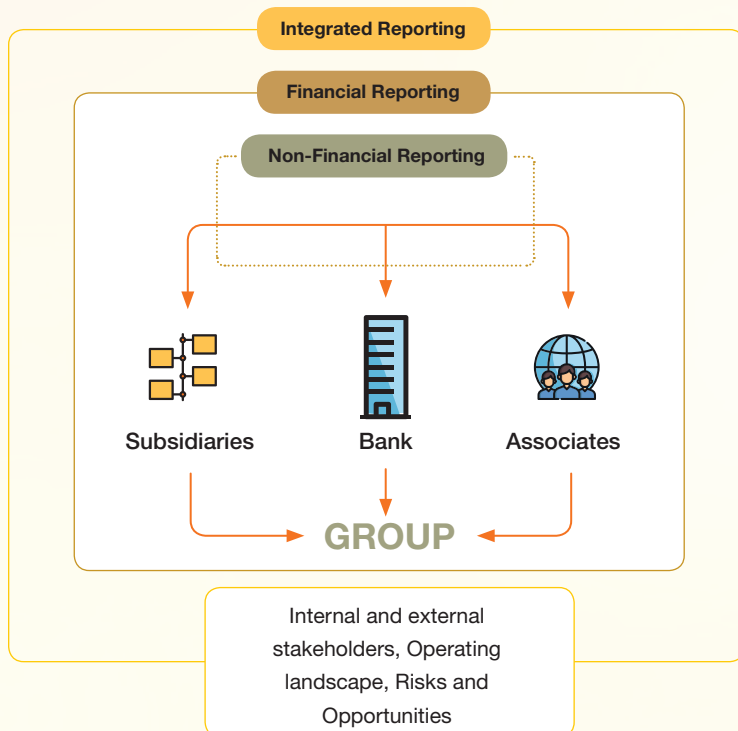 Integrated Reporting
Financial Reporting
Non-Financial Reporting
Subsidiaries
Bank
Associates
GROUP
Internal and external
stakeholders, Operating
landscape, Risks and
Opportunities